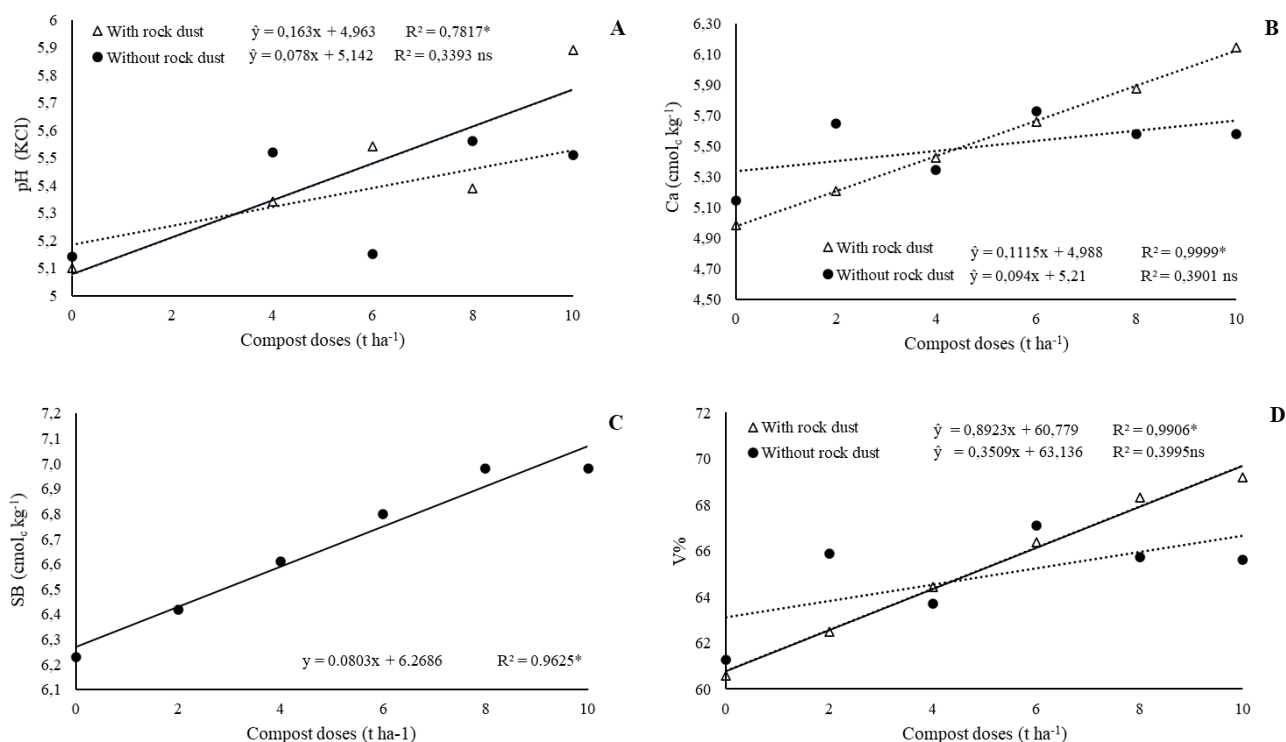 A
△ With rock dust ŷ = 0,163x + 4,963 R² = 0,7817*
● Without rock dust ŷ = 0,078x + 5,142 R² = 0,3393 ns
6
5,9
5,8
5,7
5,6
5,5
5,4
5,3
5,2
5,1
5
pH (KCl)
0 2 4 6 8 10
Compost doses (t ha⁻¹)
B
6,30
6,10
5,90
5,70
5,50
5,30
5,10
4,90
4,70
4,50
Ca (cmol꜀ kg⁻¹)
△ With rock dust ŷ = 0,1115x + 4,988 R² = 0,9999*
● Without rock dust ŷ = 0,094x + 5,21 R² = 0,3901 ns
0 2 4 6 8 10
Compost doses (t ha⁻¹)
C
7,2
7,1
7,0
6,9
6,8
6,7
6,6
6,5
6,4
6,3
6,2
6,1
SB (cmol꜀ kg⁻¹)
y = 0.0803x + 6.2686 R² = 0.9625*
0 2 4 6 8 10
Compost doses (t ha-1)
D
△ With rock dust ŷ = 0,8923x + 60,779 R² = 0,9906*
● Without rock dust ŷ = 0,3509x + 63,136 R² = 0,3995ns
72
70
68
66
64
62
60
V%
0 2 4 6 8 10
Compost doses (t ha⁻¹)